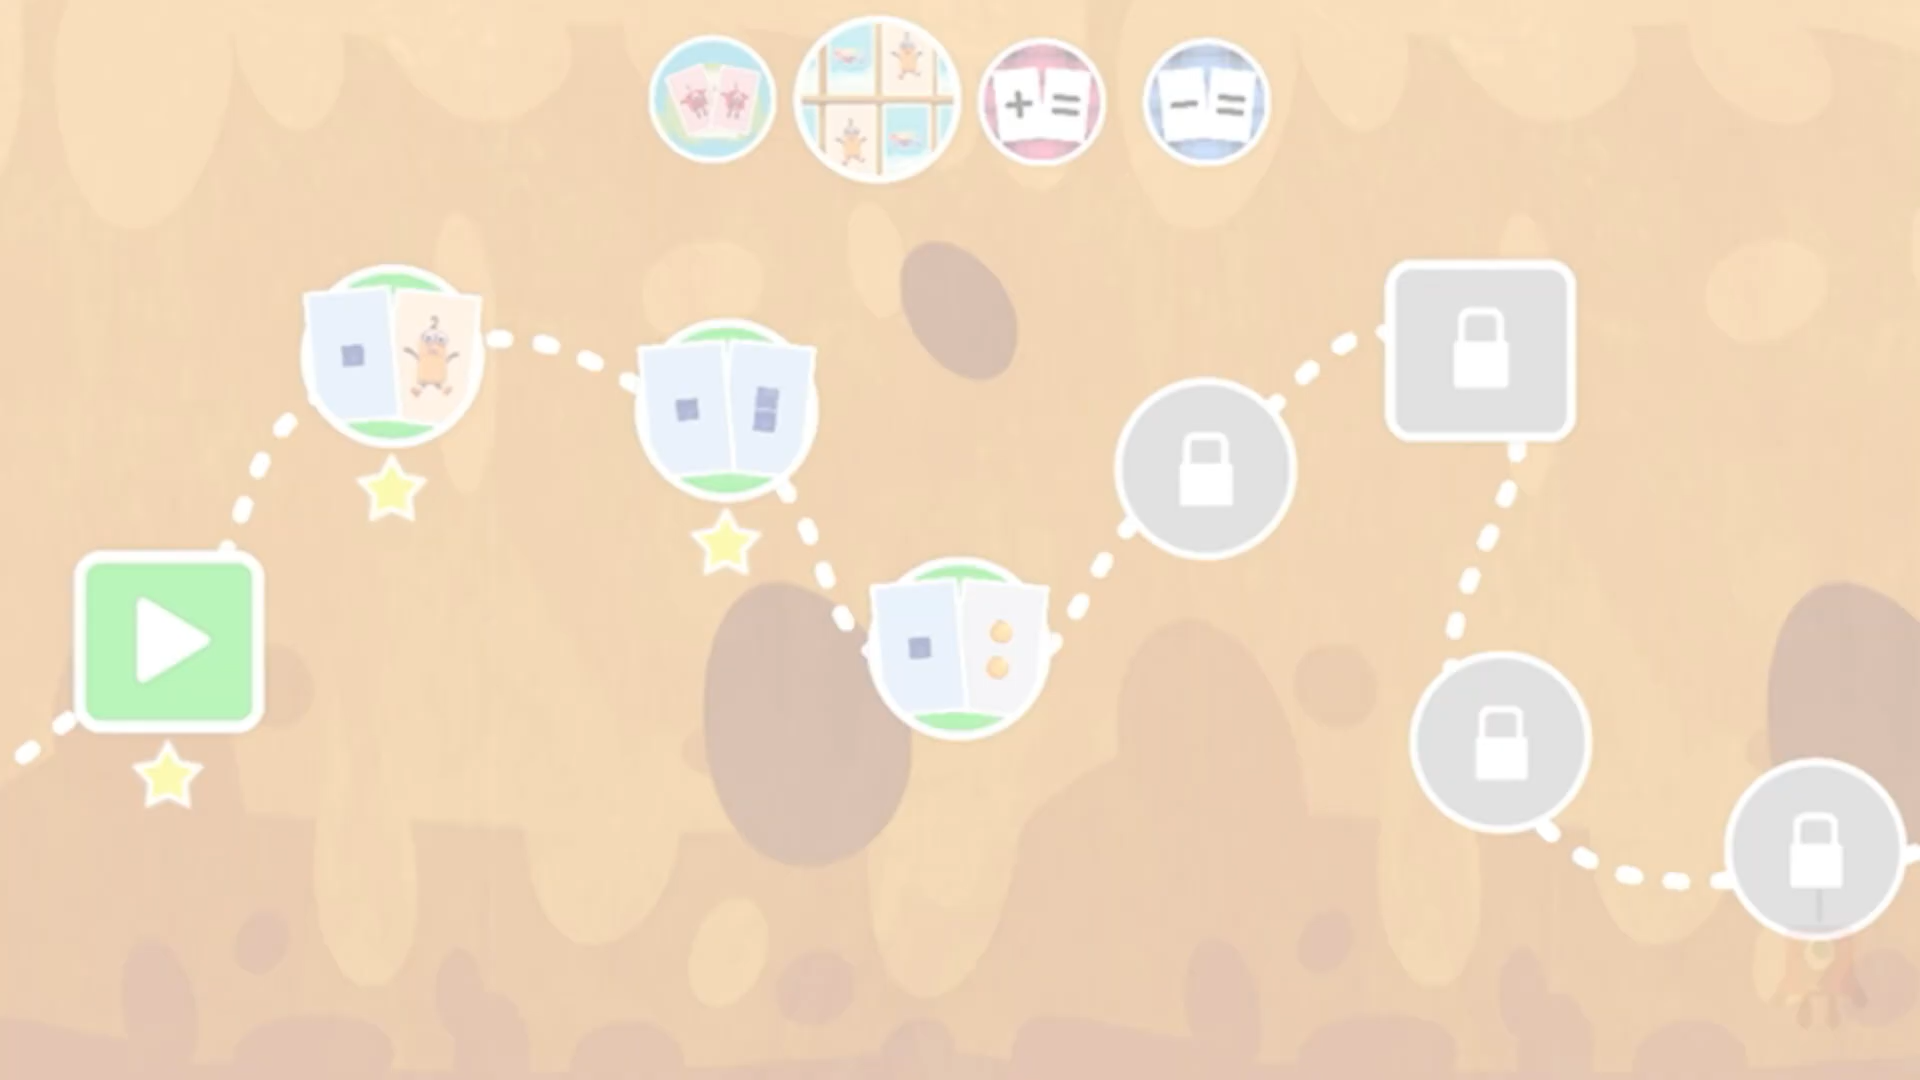 + =
- =
2